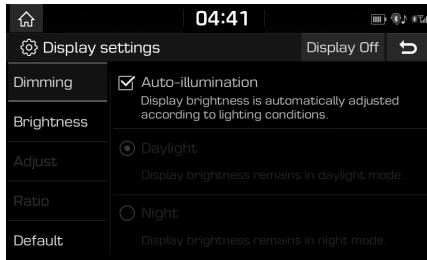 04:41
Display settings
Display Off
Dimming
Auto-illumination
Display brightness is automatically adjusted
according to lighting conditions.
Brightness
Adjust
Daylight
Display brightness remains in daylight mode.
Ratio
Night
Default
Display brightness remains in night mode.